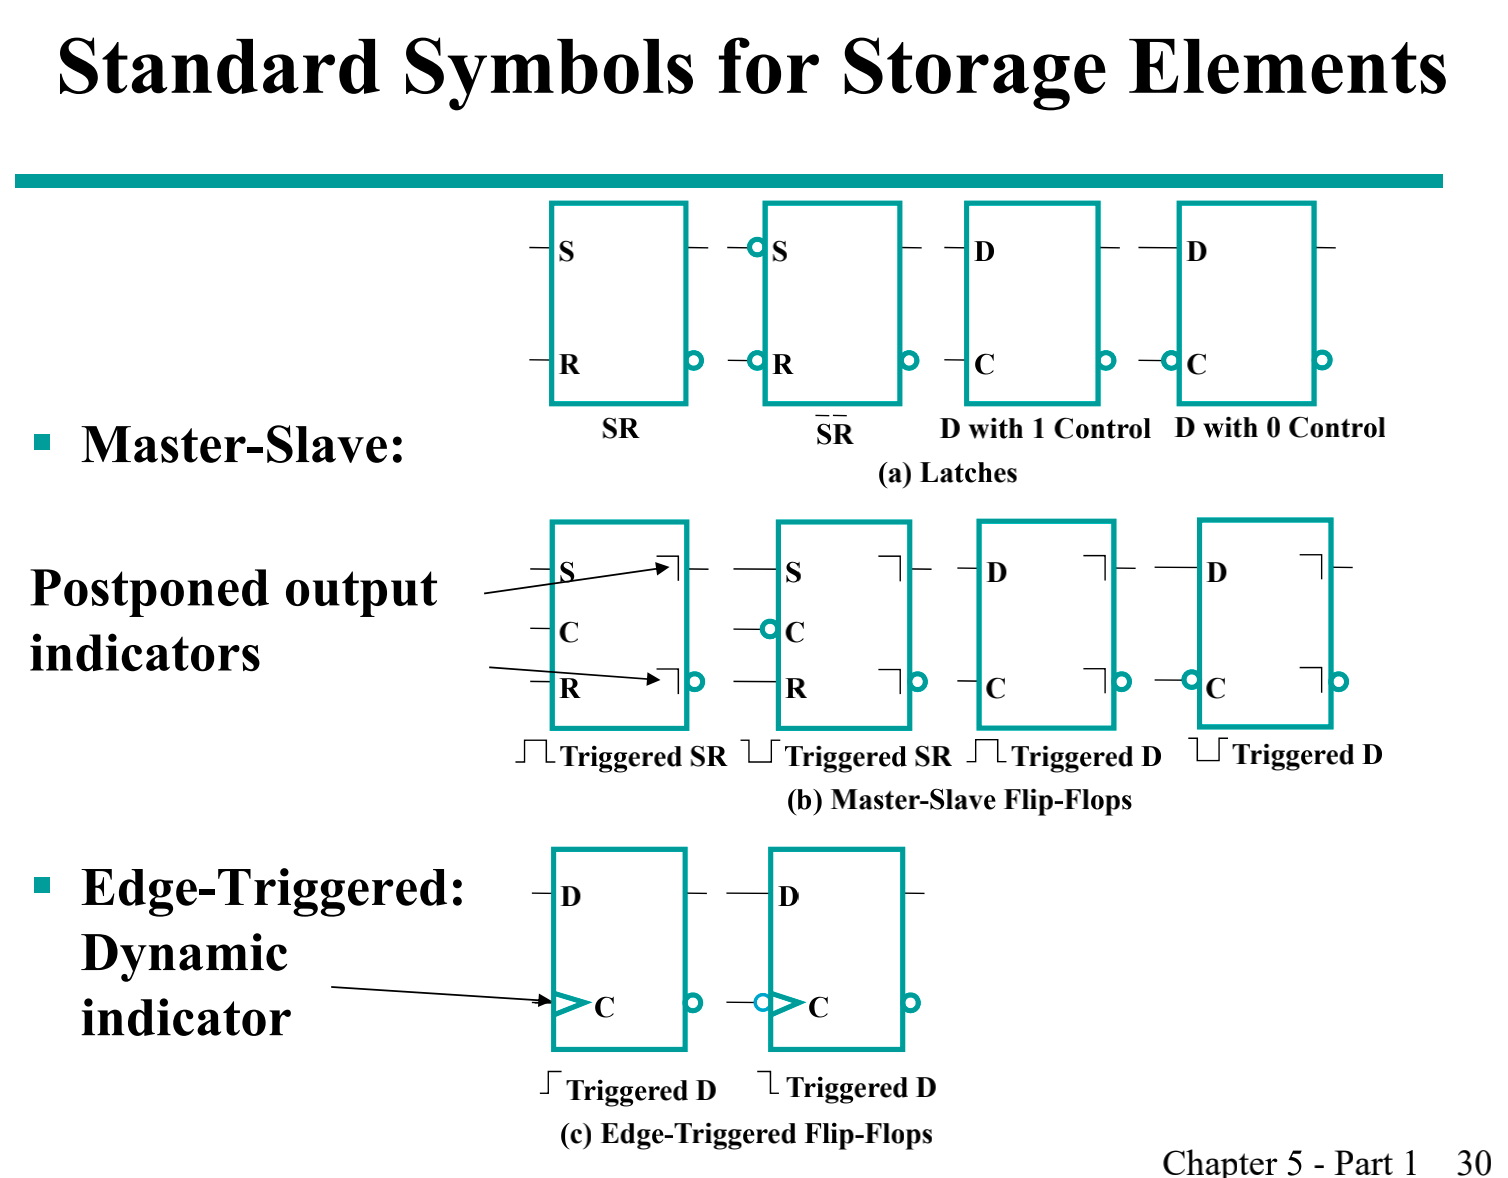 Standard Symbols for Storage Elements
S S D D
R R C C
SR S̅R̅ D with 1 Control D with 0 Control
(a) Latches
▪ Master-Slave:
Postponed output
indicators
S S D D
C C
R R C C
Triggered SR Triggered SR Triggered D Triggered D
(b) Master-Slave Flip-Flops
▪ Edge-Triggered:
Dynamic
indicator
D D
C C
Triggered D Triggered D
(c) Edge-Triggered Flip-Flops
Chapter 5 - Part 1 30